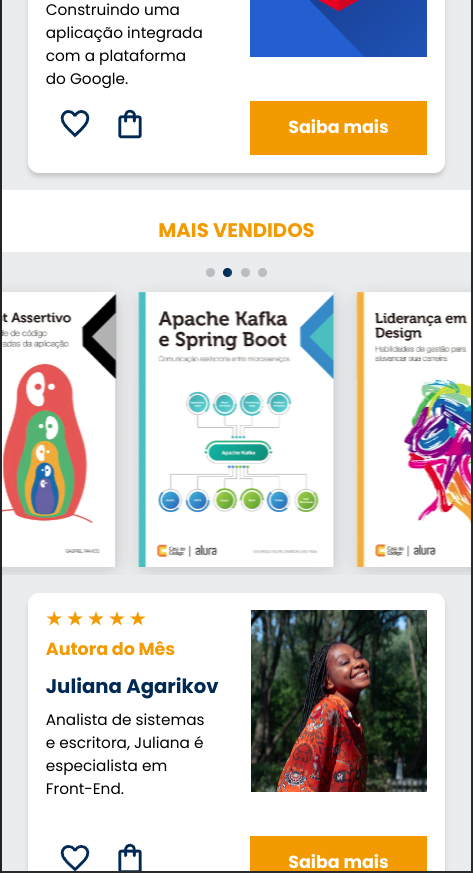 Construindo uma
aplicação integrada
com a plataforma
do Google.
Saiba mais
MAIS VENDIDOS
t Assertivo
de código
adas da aplicação
GABRIEL RAMOS
Apache Kafka
e Spring Boot
Comunicação assíncrona entre microsserviços
Apache Kafka
Casa do
Código
alura
Liderança em
Design
Habilidades de gestão para
alavancar sua carreira
Casa do
Código
alura
Autora do Mês
Juliana Agarikov
Analista de sistemas
e escritora, Juliana é
especialista em
Front-End.
Saiba mais